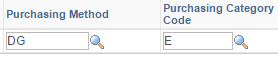 Purchasing Method
Purchasing Category
Code
DG
E